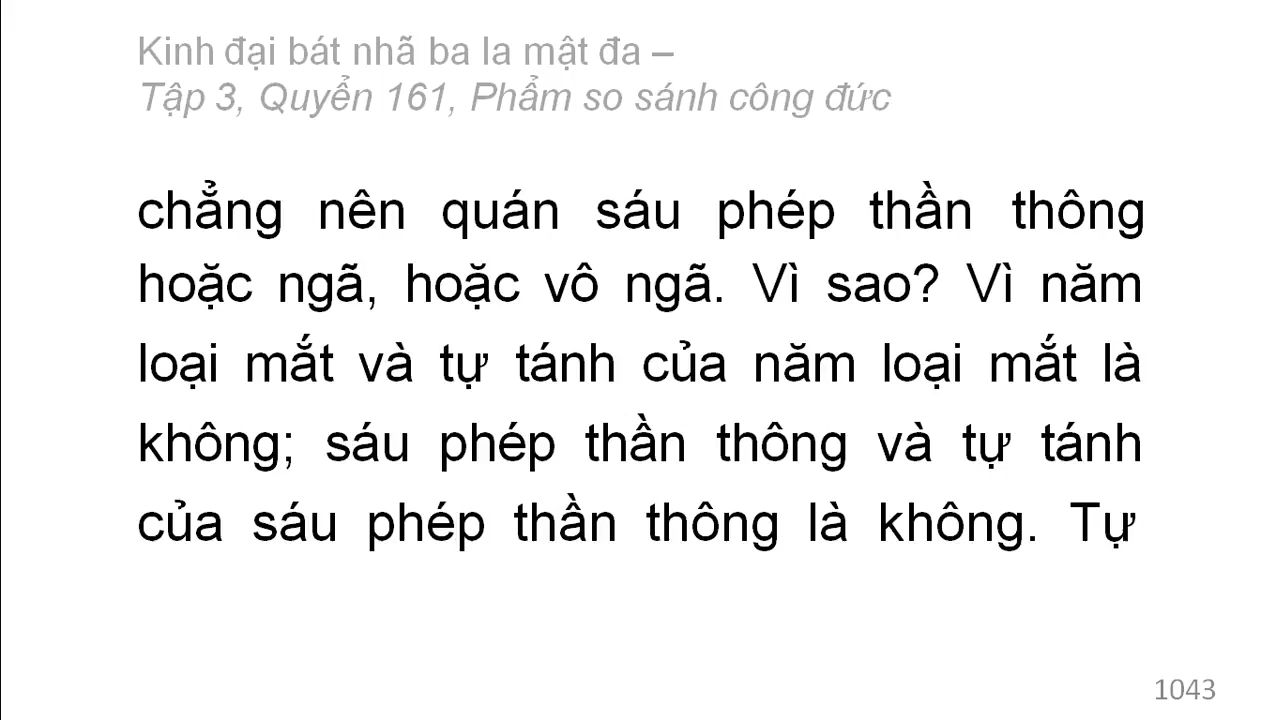 Kinh đại bát nhã ba la mật đa –
Tập 3, Quyển 161, Phẩm so sánh công đức
chẳng nên quán sáu phép thần thông
hoặc ngã, hoặc vô ngã. Vì sao? Vì năm
loại mắt và tự tánh của năm loại mắt là
không; sáu phép thần thông và tự tánh
của sáu phép thần thông là không. Tự
1043